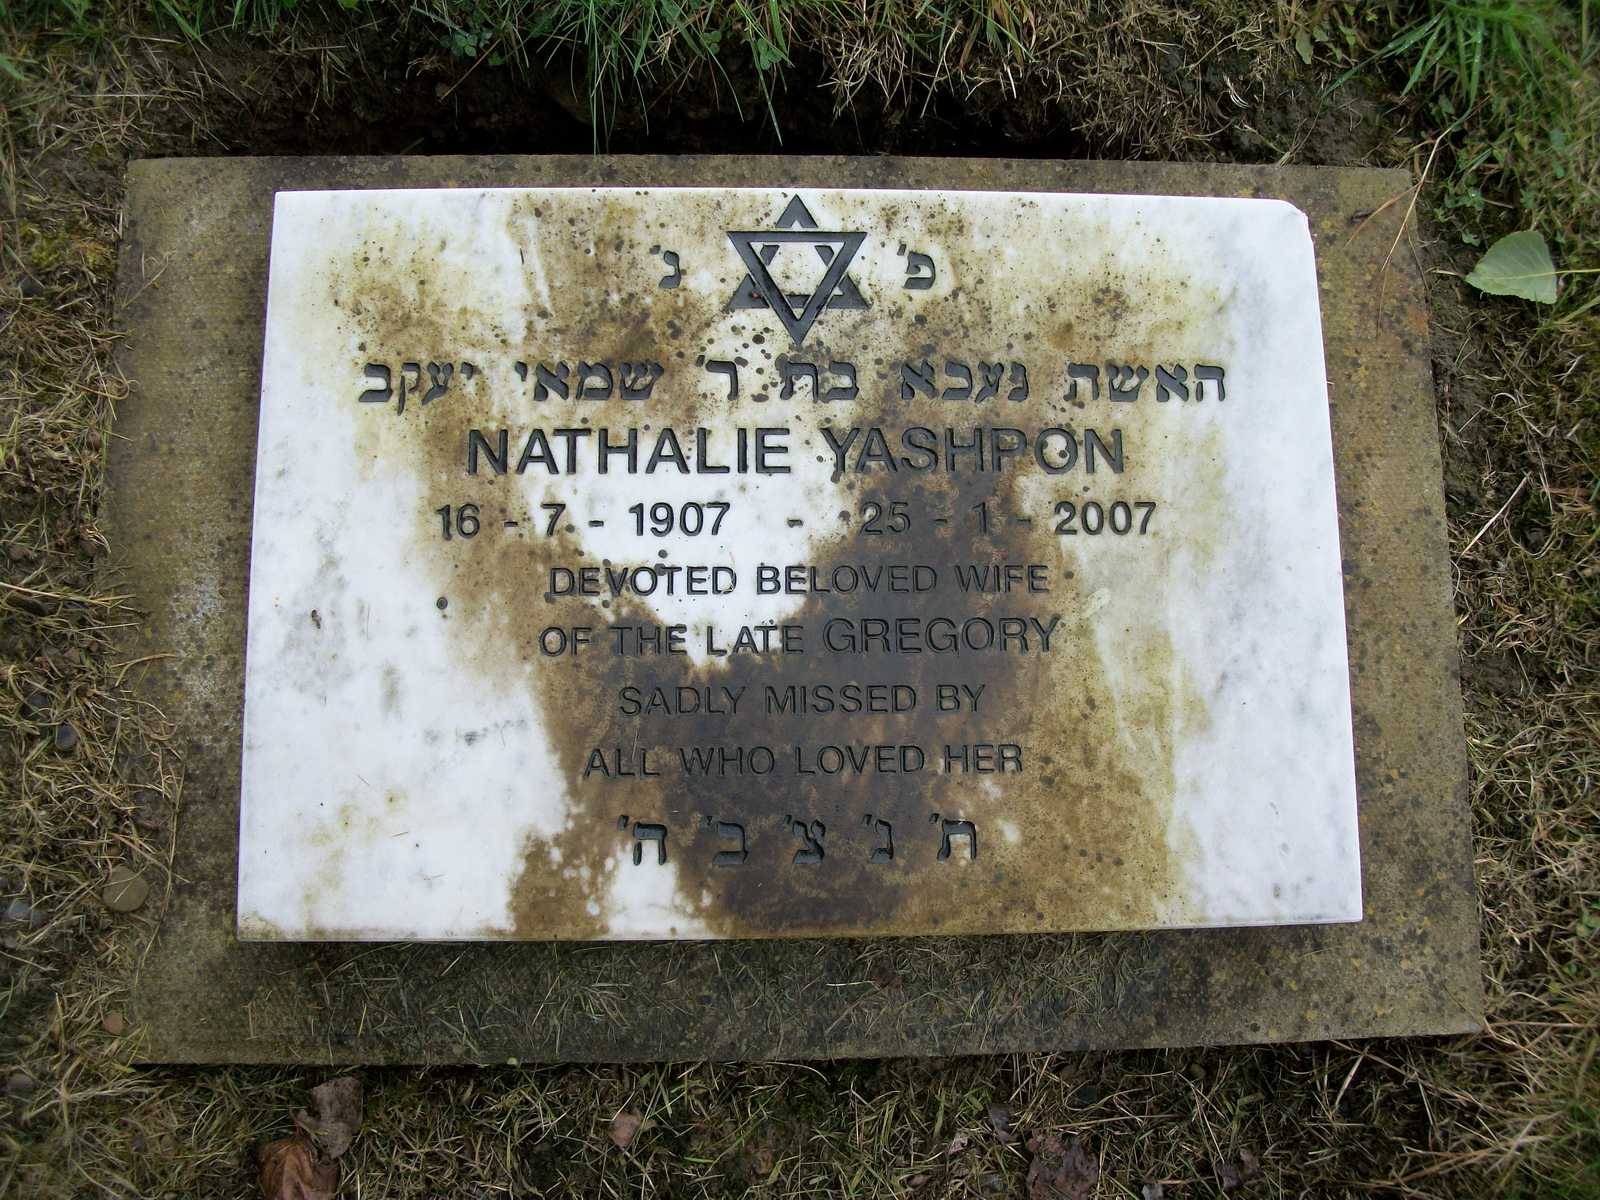 פ' נ'
האשה נעכא בת ר' שמאי יעקב
NATHALIE YASHPON
16 - 7 - 1907 - 25 - 1 - 2007
DEVOTED BELOVED WIFE
OF THE LATE GREGORY
SADLY MISSED BY
ALL WHO LOVED HER
ת' נ' צ' ב' ה'